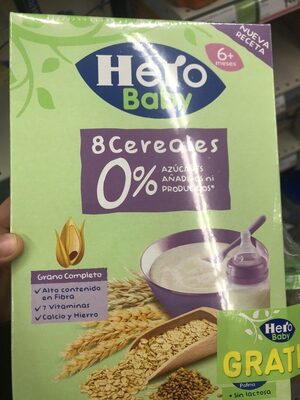 NUEVA
RECETA
6+
meses
Hero
Baby
8 Cereales
0%
AZÚCARES
AÑADIDOS ni
PRODUCIDOS*
Grano Completo
Alto contenido
en Fibra
7 Vitaminas
Calcio y Hierro
Hero
Baby
GRATI
• Sin lactosa